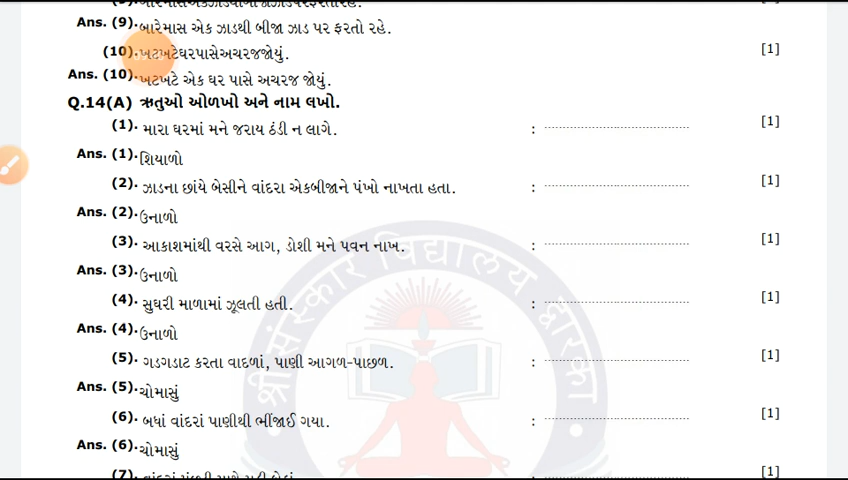 Ans. (9). બારેમાસ એક ઝાડથી બીજા ઝાડ પર ફરતો રહે.
(10). ખટખટેઘરપાસેઅચરજજોયું. [1]
Ans. (10). ખટખટે એક ઘર પાસે અચરજ જોયું.
Q.14(A) ઋતુઓ ઓળખો અને નામ લખો.
(1). મારા ઘરમાં મને જરાય ઠંડી ન લાગે. : ........................................ [1]
Ans. (1). શિયાળો
(2). ઝાડના છાંયે બેસીને વાંદરા એકબીજાને પંખો નાખતા હતા. : ........................................ [1]
Ans. (2). ઉનાળો
(3). આકાશમાંથી વરસે આગ, ડોશી મને પવન નાખ. : ........................................ [1]
Ans. (3). ઉનાળો
(4). સુઘરી માળામાં ઝૂલતી હતી. : ........................................ [1]
Ans. (4). ઉનાળો
(5). ગડગડાટ કરતા વાદળાં, પાણી આગળ-પાછળ. : ........................................ [1]
Ans. (5). ચોમાસું
(6). બધાં વાંદરાં પાણીથી ભીંજાઈ ગયા. : ........................................ [1]
Ans. (6). ચોમાસું
(7). [1]
श्री संस्कार विद्यालय द्वारका